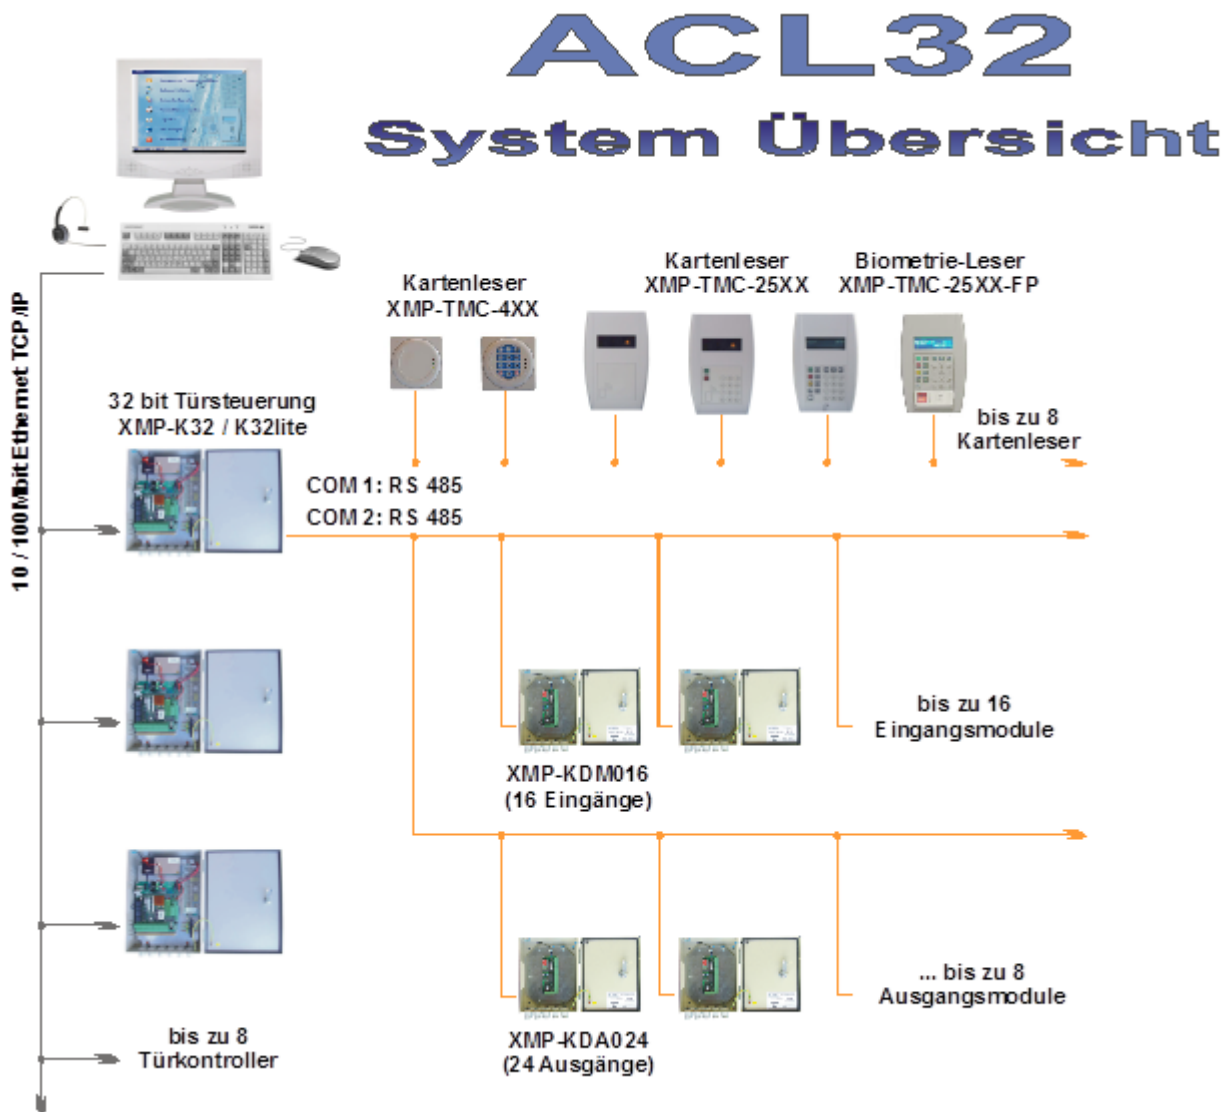 ACL32
System Übersicht
Kartenleser
XMP-TMC-4XX
Kartenleser
XMP-TMC-25XX
Biometrie-Leser
XMP-TMC-25XX-FP
bis zu 8
Kartenleser
10 / 100Mbit Ethernet TCP/IP
32 bit Türsteuerung
XMP-K32 / K32lite
COM 1: RS 485
COM 2: RS 485
bis zu 16
Eingangsmodule
XMP-KDM016
(16 Eingänge)
... bis zu 8
Ausgangsmodule
XMP-KDA024
(24 Ausgänge)
bis zu 8
Türkontroller